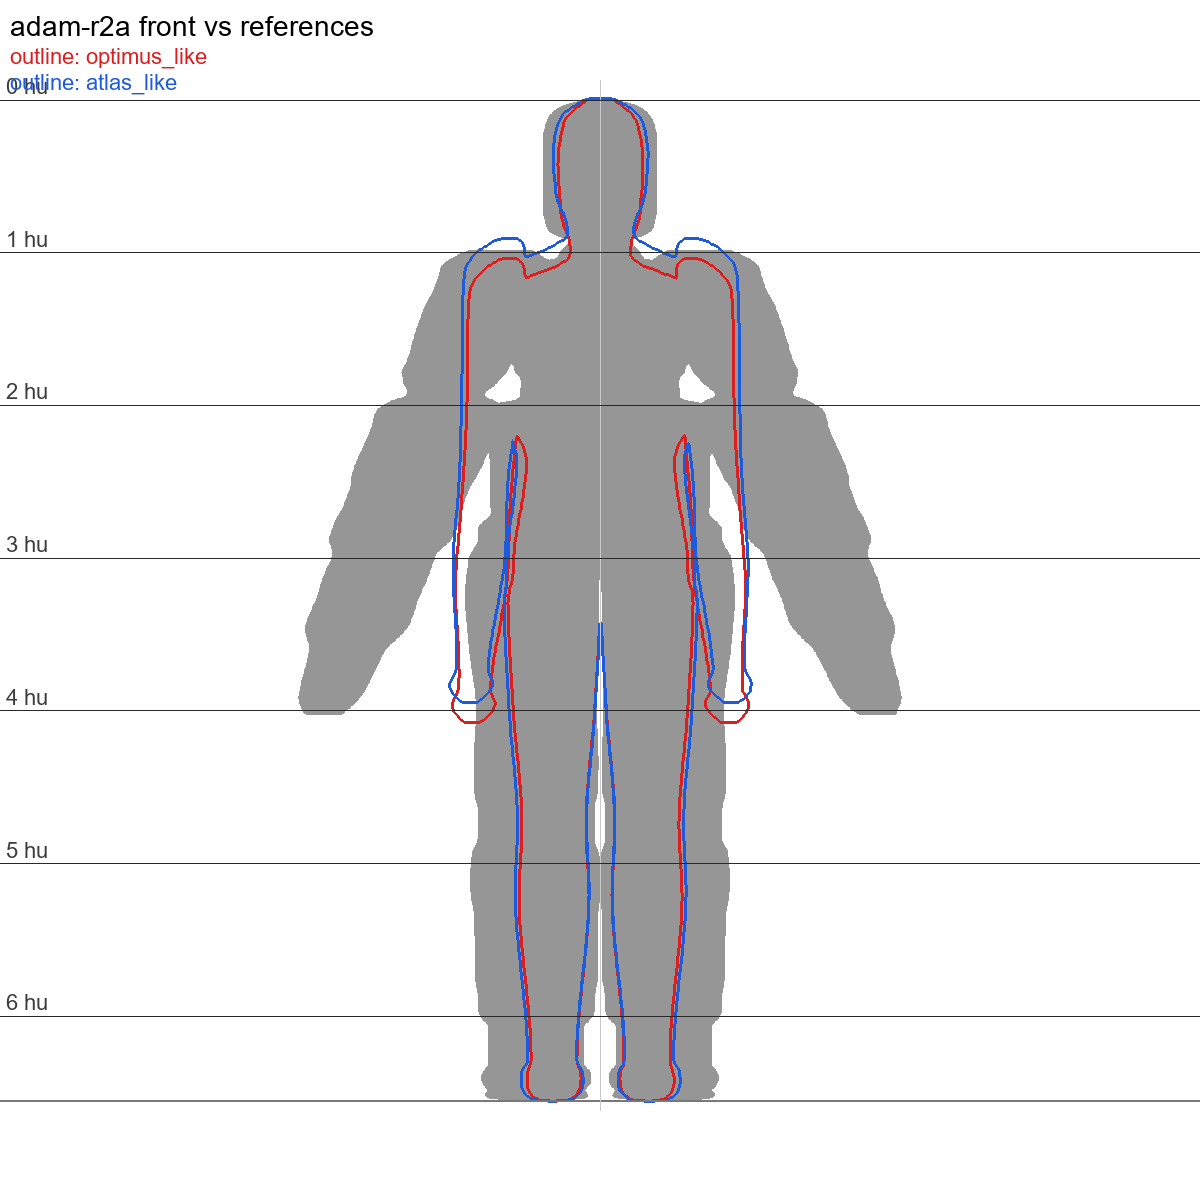 adam-r2a front vs references
outline: optimus_like
outline: atlas_like
0 hu
1 hu
2 hu
3 hu
4 hu
5 hu
6 hu